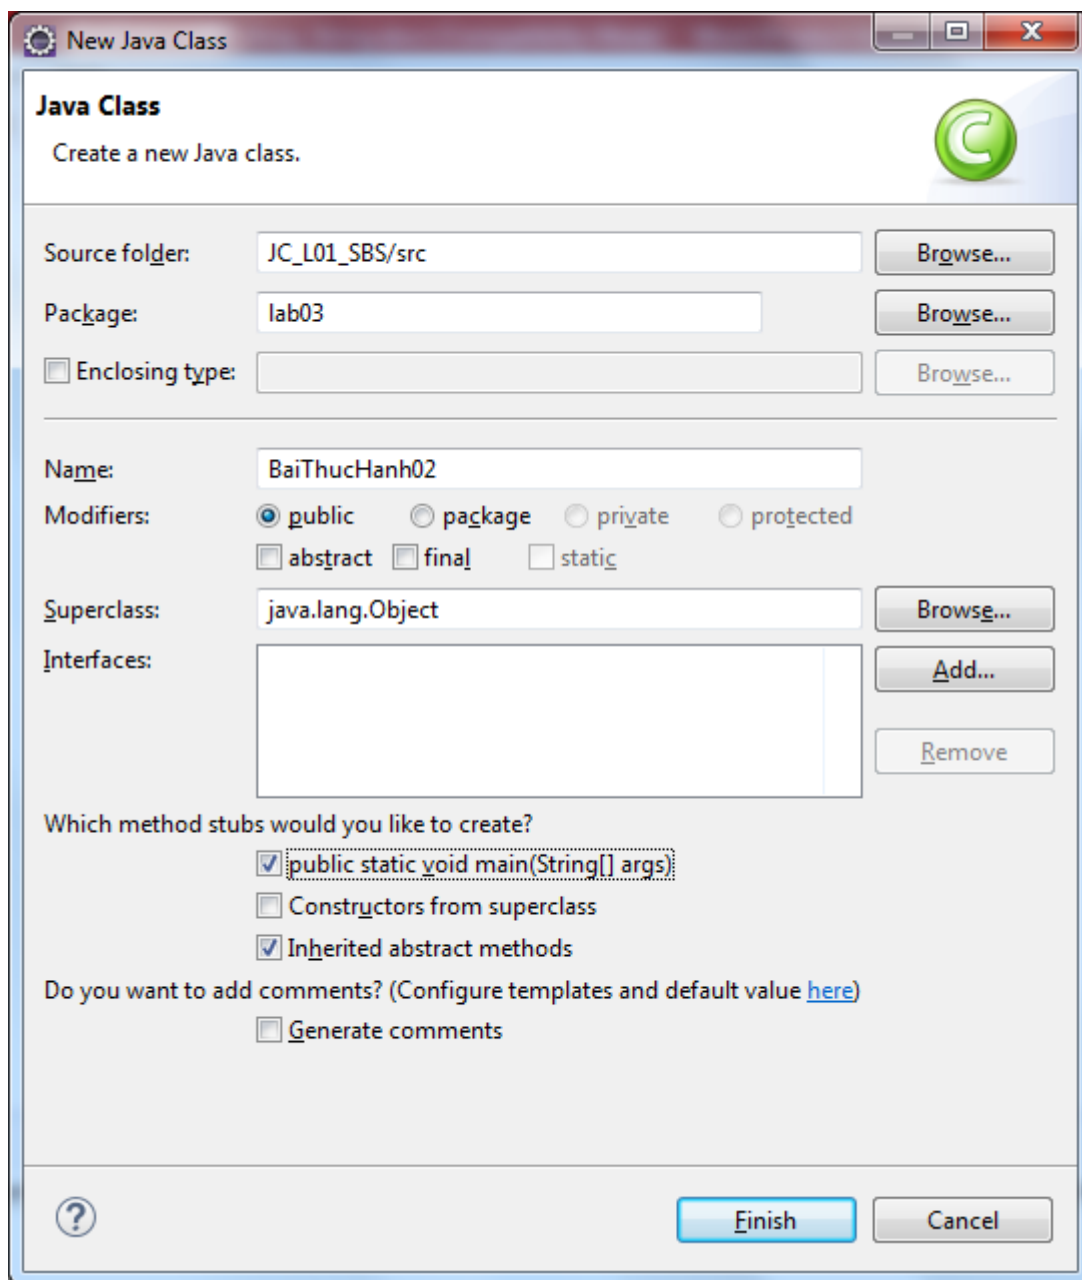 New Java Class
Java Class
Create a new Java class.
Source folder: JC_L01_SBS/src Browse...
Package: lab03 Browse...
Enclosing type: Browse...
Name: BaiThucHanh02
Modifiers: public package private protected
abstract final static
Superclass: java.lang.Object Browse...
Interfaces: Add...
Remove
Which method stubs would you like to create?
public static void main(String[] args)
Constructors from superclass
Inherited abstract methods
Do you want to add comments? (Configure templates and default value here)
Generate comments
? Finish Cancel